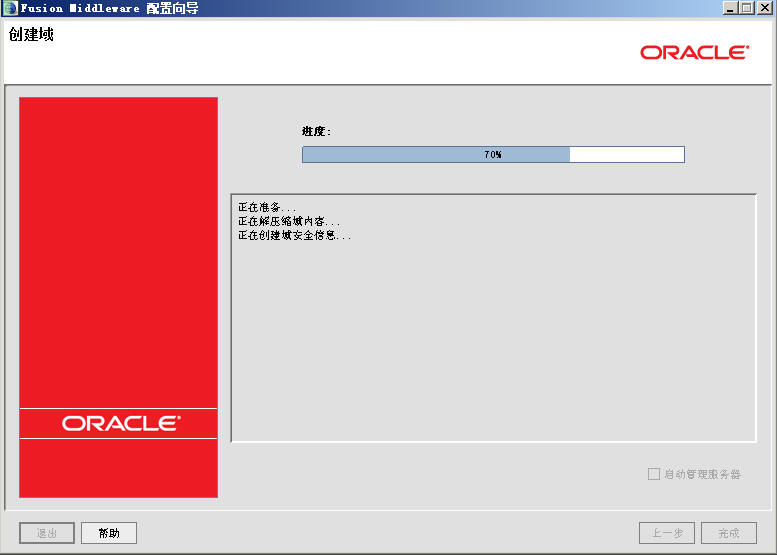 Fusion Middleware 配置向导
创建域
ORACLE
进度:
70%
正在准备...
正在解压缩域内容...
正在创建域安全信息...
ORACLE
启动管理服务器
退出 帮助 上一步 完成